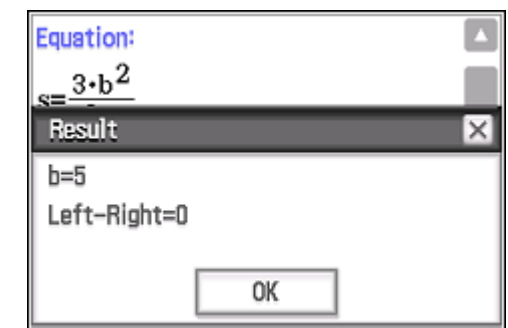 Equation:
s=3·b²
Result
b=5
Left-Right=0
OK